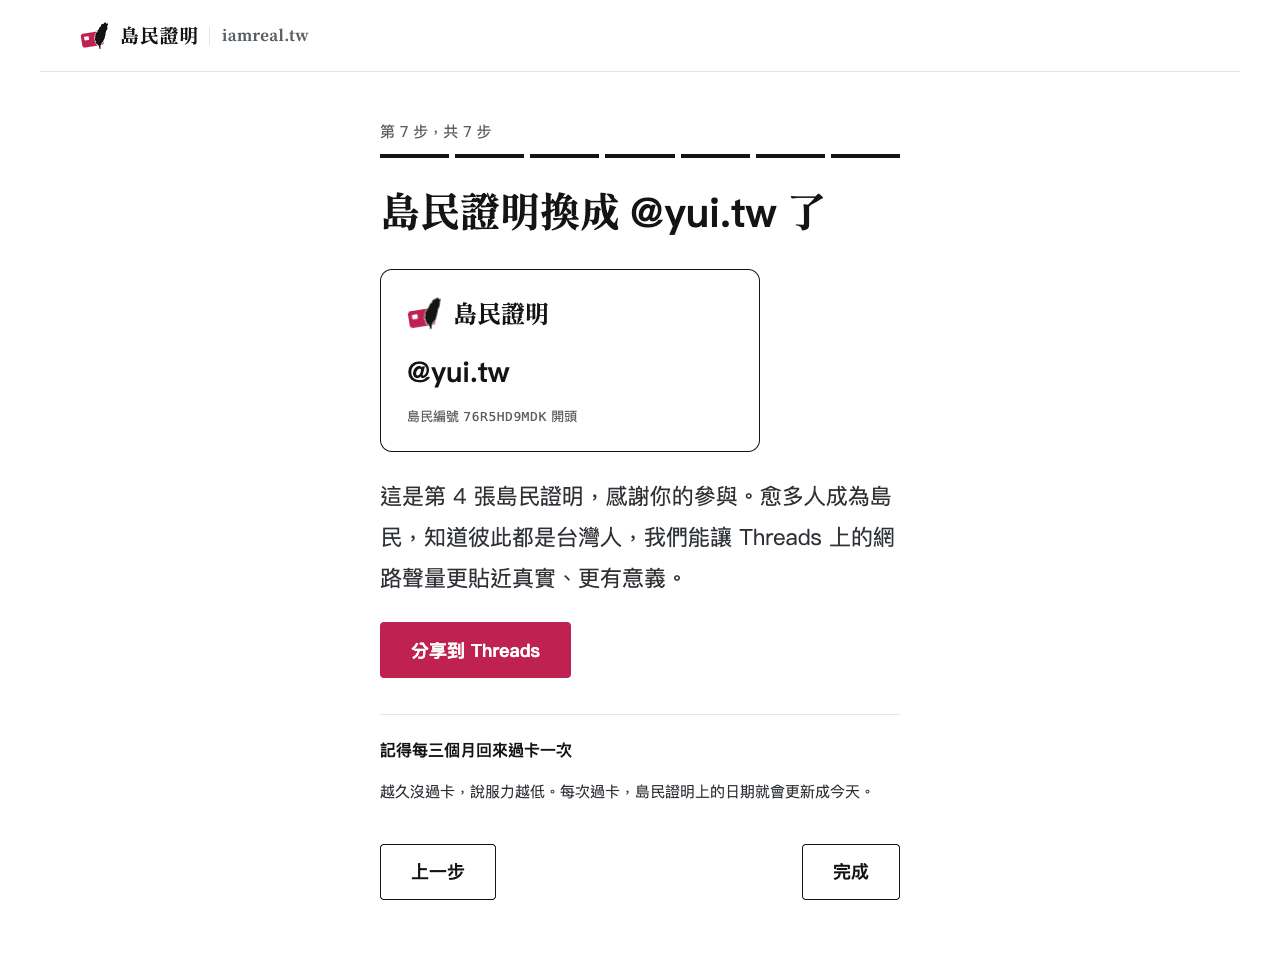 島民證明 iamreal.tw
第 7 步，共 7 步
島民證明換成 @yui.tw 了
島民證明
@yui.tw
島民編號 76R5HD9MDK 開頭
這是第 4 張島民證明，感謝你的參與。愈多人成為島
民，知道彼此都是台灣人，我們能讓 Threads 上的網
路聲量更貼近真實、更有意義。
分享到 Threads
記得每三個月回來過卡一次
越久沒過卡，說服力越低。每次過卡，島民證明上的日期就會更新成今天。
上一步
完成